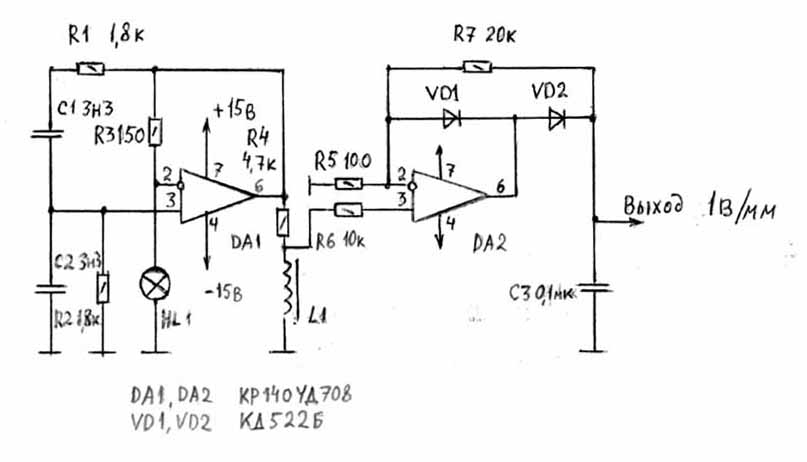 R1 1,8к
R7 20к
C1 3н3
+15В
VD1
VD2
R3 150
R4
4,7к
R5 100
2
7
6
3
4
DA1
2
7
6
3
4
DA2
R6 10к
Выход 1В/мм
C2 3н3
-15В
R2 1,8к
HL1
L1
C3 0,1мк
DA1, DA2 КР140УД708
VD1, VD2 КД522Б